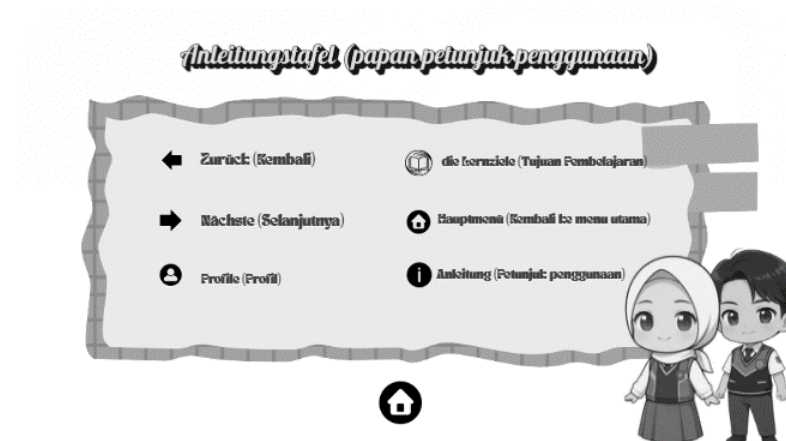 Anleitungstafel (papan petunjuk penggunaan)
Zurück (Kembali)
die Lernziele (Tujuan Pembelajaran)
Nächste (Selanjutnya)
Hauptmenü (Kembali ke menu utama)
Profile (Profil)
Anleitung (Petunjuk penggunaan)